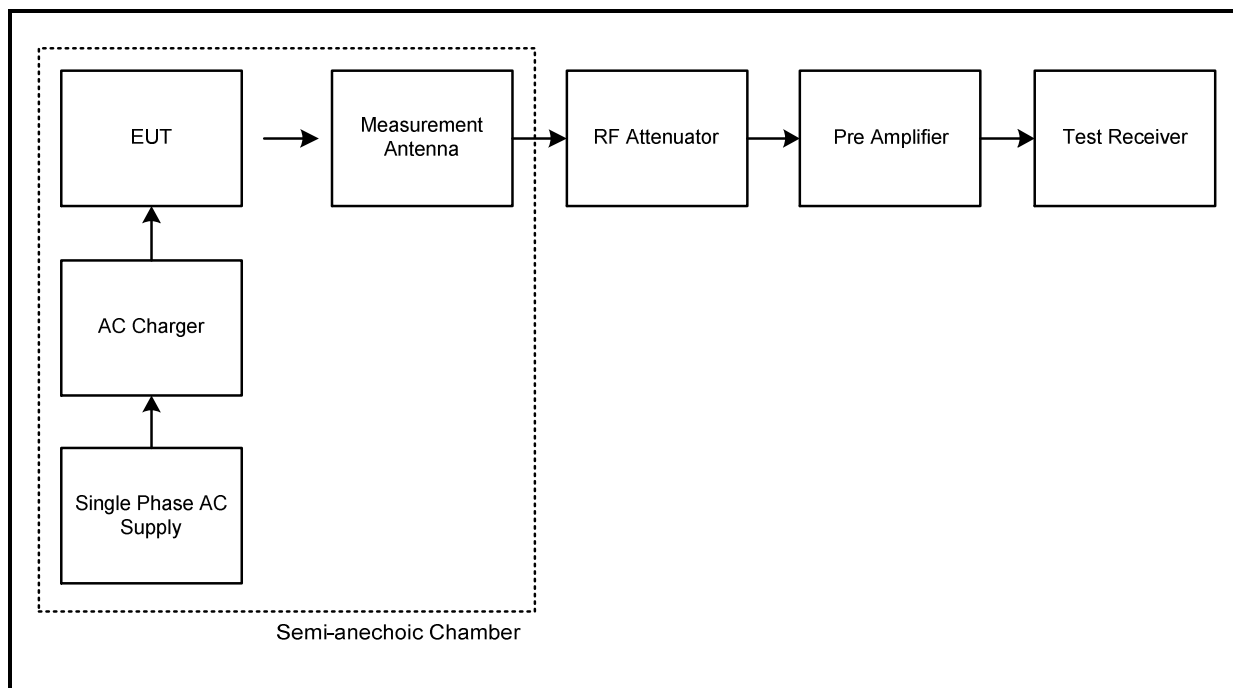 EUT
Measurement
Antenna
RF Attenuator
Pre Amplifier
Test Receiver
AC Charger
Single Phase AC
Supply
Semi-anechoic Chamber